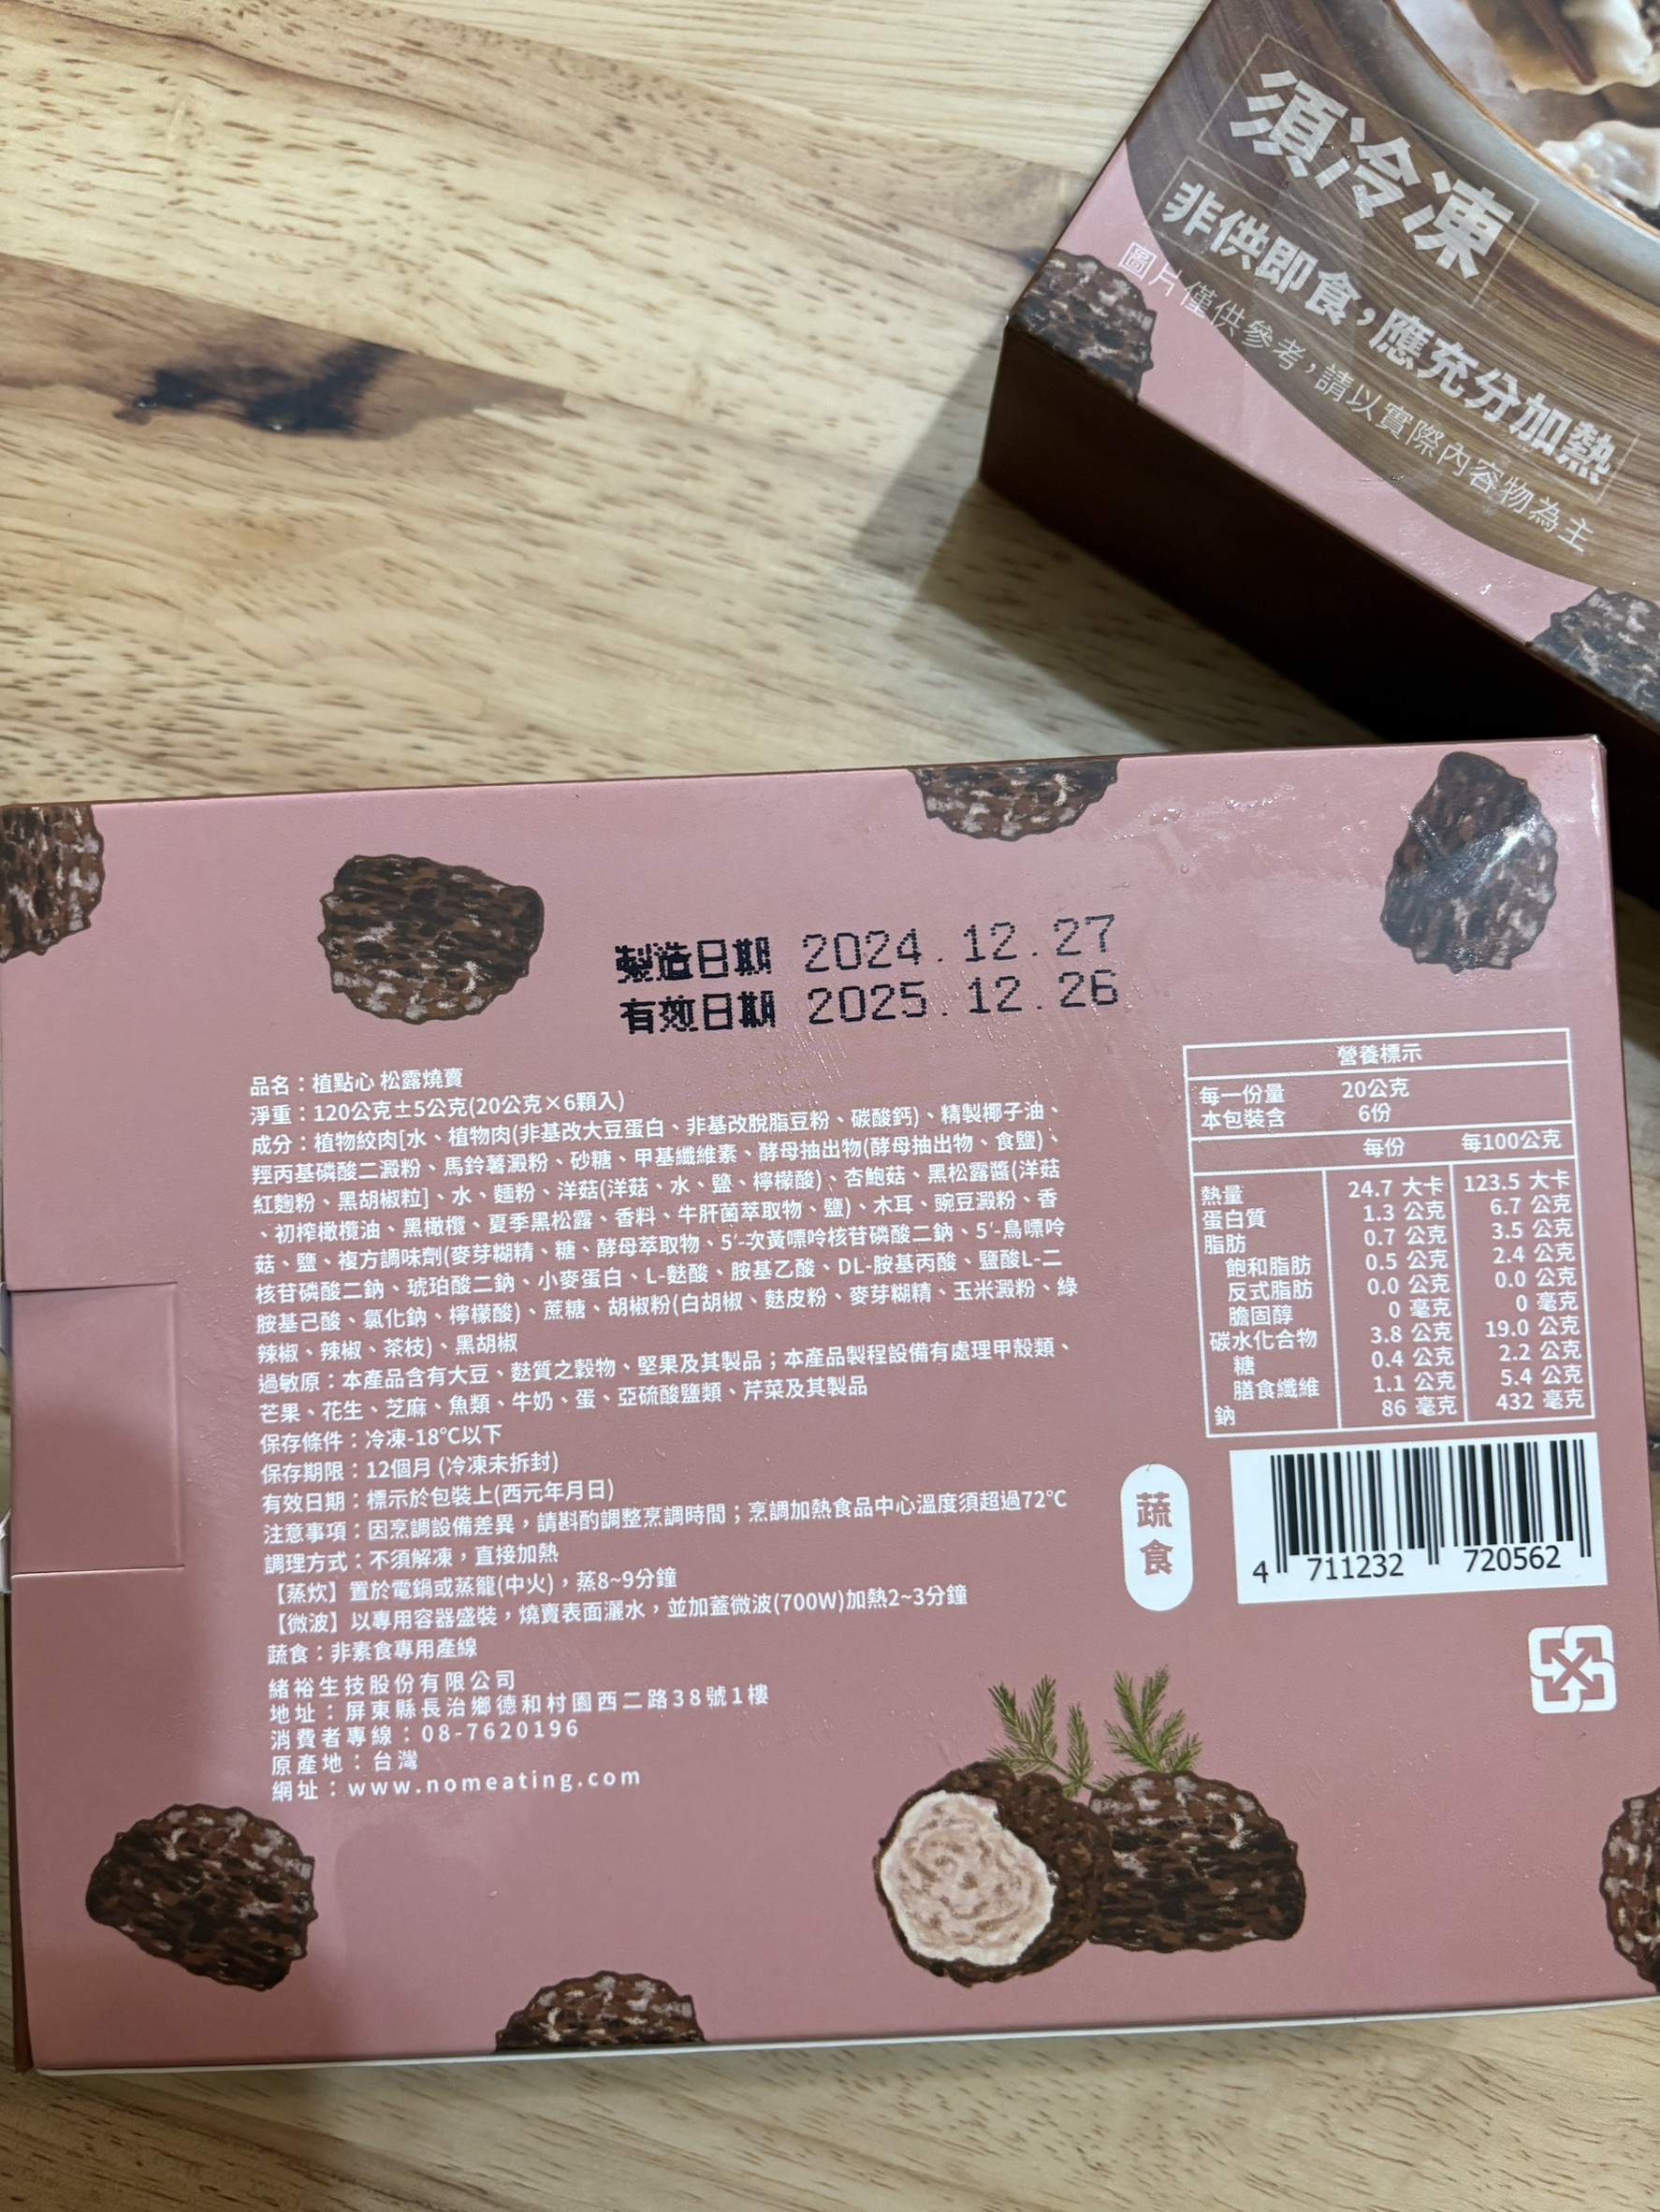 須冷凍
非供即食，應充分加熱
圖片僅供參考，請以實際內容物為主
製造日期 2024.12.27
有效日期 2025.12.26
品名：植點心 松露燒賣
淨重：120公克±5公克(20公克×6顆入)
成分：植物絞肉[水、植物肉(非基改大豆蛋白、非基改脫脂豆粉、碳酸鈣)、精製椰子油、
羥丙基磷酸二澱粉、馬鈴薯澱粉、砂糖、甲基纖維素、酵母抽出物(酵母抽出物、食鹽)、
紅麴粉、黑胡椒粒]、水、麵粉、洋菇(洋菇、水、鹽、檸檬酸)、杏鮑菇、黑松露醬(洋菇
、初榨橄欖油、黑橄欖、夏季黑松露、香料、牛肝菌萃取物、鹽)、木耳、豌豆澱粉、香
菇、鹽、複方調味劑(麥芽糊精、糖、酵母萃取物、5'-次黃嘌呤核苷磷酸二鈉、5'-鳥嘌呤
核苷磷酸二鈉、琥珀酸二鈉、小麥蛋白、L-麩酸、胺基乙酸、DL-胺基丙酸、鹽酸L-二
胺基己酸、氯化鈉、檸檬酸)、蔗糖、胡椒粉(白胡椒、麩皮粉、麥芽糊精、玉米澱粉、綠
辣椒、辣椒、茶枝)、黑胡椒
過敏原：本產品含有大豆、麩質之穀物、堅果及其製品；本產品製程設備有處理甲殼類、
芒果、花生、芝麻、魚類、牛奶、蛋、亞硫酸鹽類、芹菜及其製品
保存條件：冷凍-18℃以下
保存期限：12個月 (冷凍未拆封)
有效日期：標示於包裝上(西元年月日)
注意事項：因烹調設備差異，請斟酌調整烹調時間；烹調加熱食品中心溫度須超過72℃
調理方式：不須解凍，直接加熱
【蒸炊】置於電鍋或蒸籠(中火)，蒸8~9分鐘
【微波】以專用容器盛裝，燒賣表面灑水，並加蓋微波(700W)加熱2~3分鐘
蔬食：非素食專用產線
緒裕生技股份有限公司
地址：屏東縣長治鄉德和村園西二路38號1樓
消費者專線：08-7620196
原產地：台灣
網址：www.nomeating.com
營養標示
每一份量 20公克
本包裝含 6份
每份 每100公克
熱量 24.7 大卡 123.5 大卡
蛋白質 1.3 公克 6.7 公克
脂肪 0.7 公克 3.5 公克
飽和脂肪 0.5 公克 2.4 公克
反式脂肪 0.0 公克 0.0 公克
膽固醇 0 毫克 0 毫克
碳水化合物 3.8 公克 19.0 公克
糖 0.4 公克 2.2 公克
膳食纖維 1.1 公克 5.4 公克
鈉 86 毫克 432 毫克
蔬食
4 711232 720562